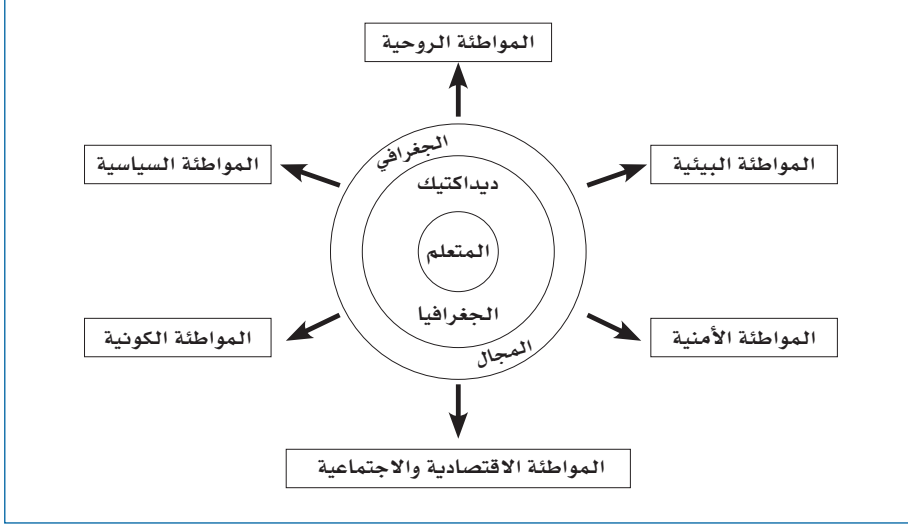 المواطئة الروحية
المواطئة البيئية
المواطئة السياسية
الجغرافي
ديداكتيك
المتعلم
الجغرافيا
المجال
المواطئة الأمنية
المواطئة الكونية
المواطئة الاقتصادية والاجتماعية